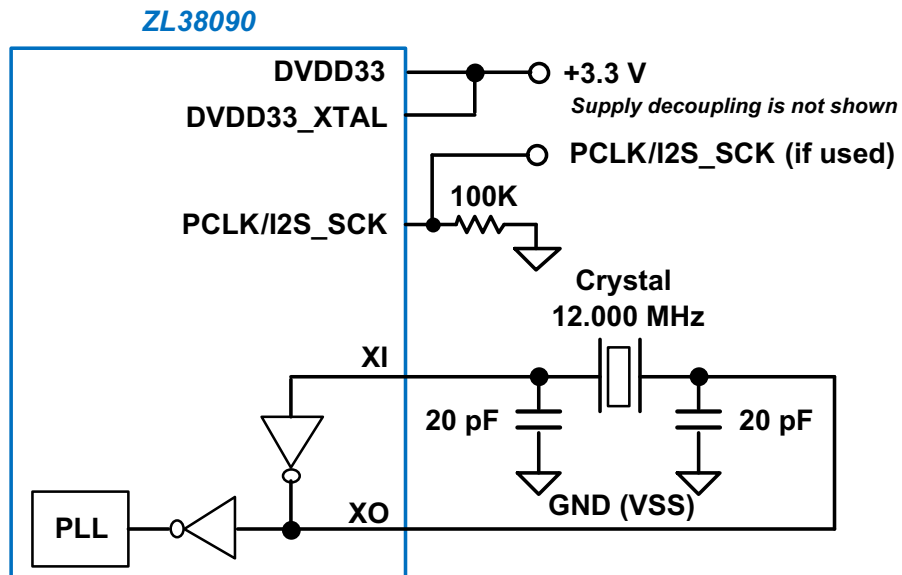 ZL38090
DVDD33
+3.3 V
Supply decoupling is not shown
DVDD33_XTAL
PCLK/I2S_SCK (if used)
100K
PCLK/I2S_SCK
Crystal
12.000 MHz
XI
20 pF
20 pF
GND (VSS)
XO
PLL